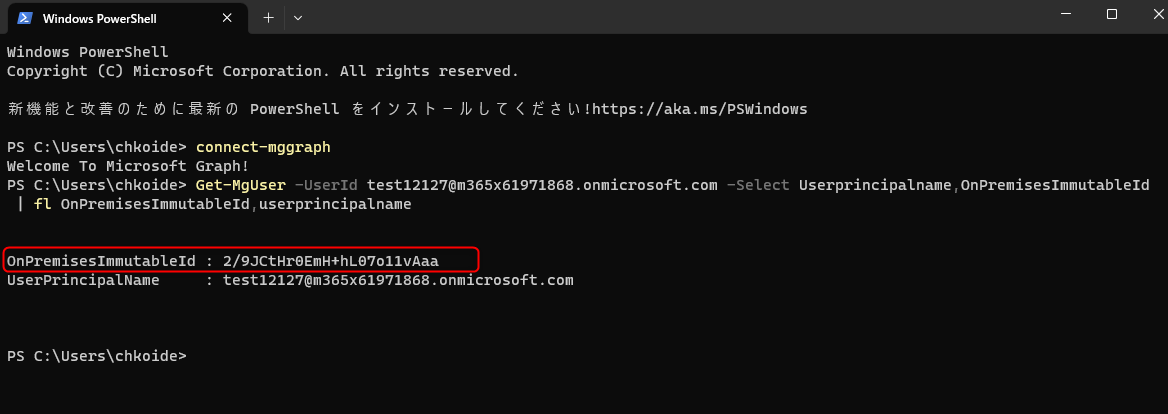 Windows PowerShell
Windows PowerShell
Copyright (C) Microsoft Corporation. All rights reserved.
新機能と改善のために最新の PowerShell をインストールしてください!https://aka.ms/PSWindows
PS C:\Users\chkoide> connect-mggraph
Welcome To Microsoft Graph!
PS C:\Users\chkoide> Get-MgUser -UserId test12127@m365x61971868.onmicrosoft.com -Select Userprincipalname,OnPremisesImmutableId
| fl OnPremisesImmutableId,userprincipalname
OnPremisesImmutableId : 2/9JCtHr0EmH+hL07o11vAaa
UserPrincipalName : test12127@m365x61971868.onmicrosoft.com
PS C:\Users\chkoide>